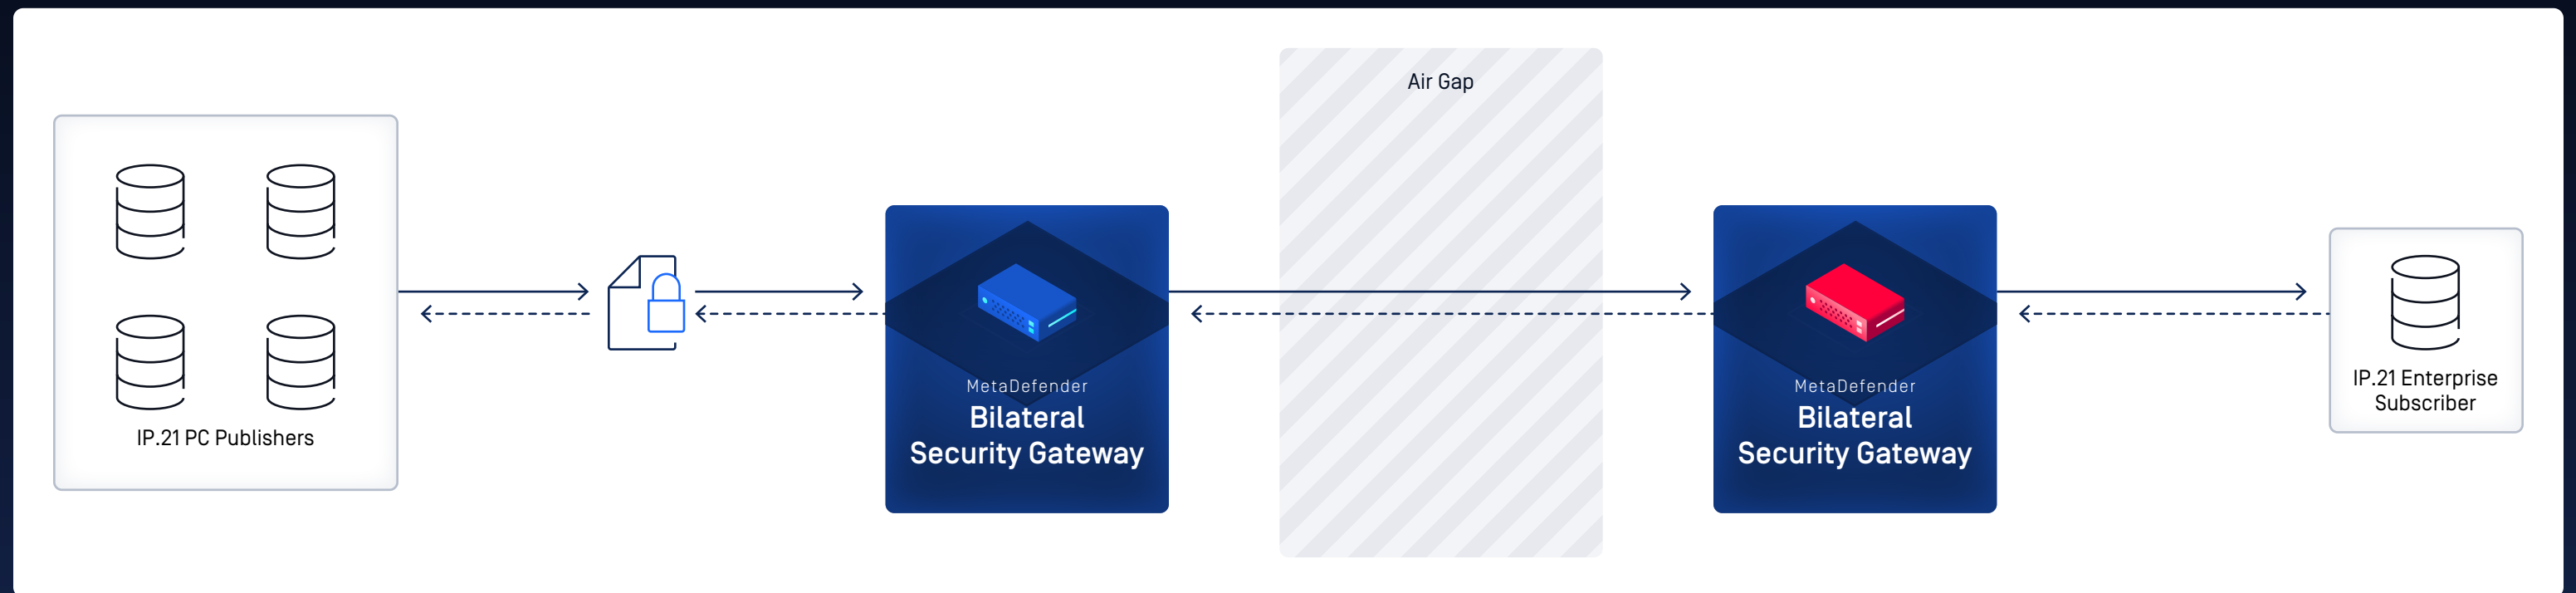 Air Gap
IP.21 PC Publishers
MetaDefender
Bilateral
Security Gateway
MetaDefender
Bilateral
Security Gateway
IP.21 Enterprise
Subscriber